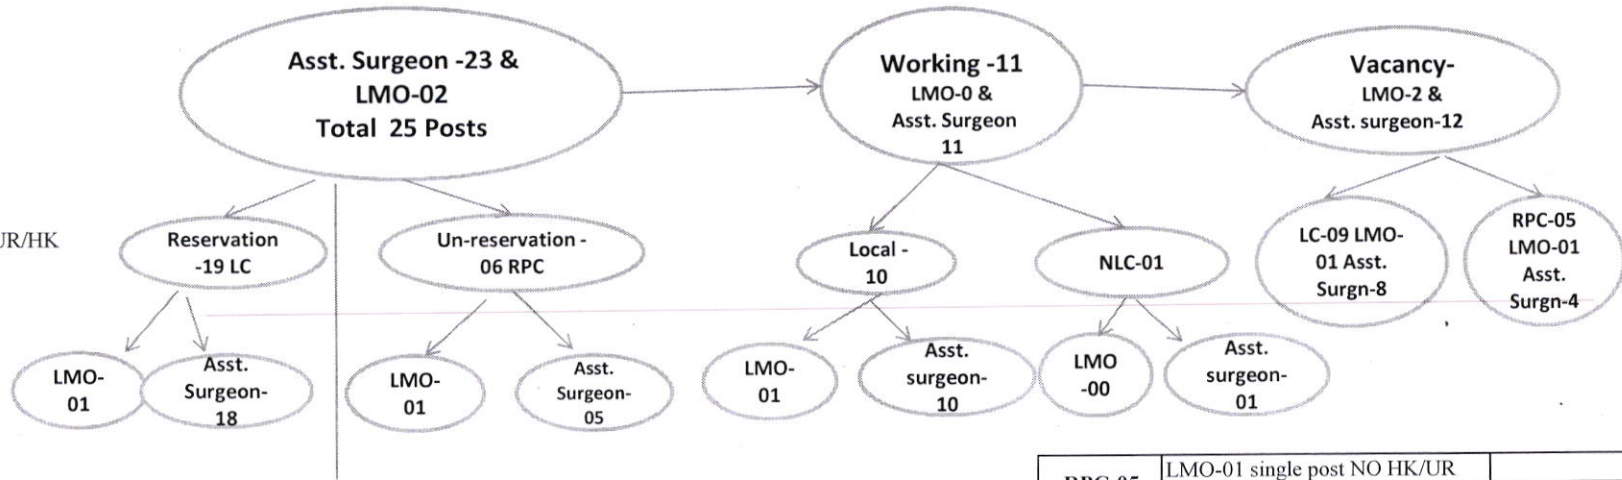 Asst. Surgeon -23 &
LMO-02
Total 25 Posts
Working -11
LMO-0 &
Asst. Surgeon
11
Vacancy-
LMO-2 &
Asst. surgeon-12
UR/HK
Reservation
-19 LC
Un-reservation -
06 RPC
Local -
10
NLC-01
LC-09 LMO-
01 Asst.
Surgn-8
RPC-05
LMO-01
Asst.
Surgn-4
LMO-
01
Asst.
Surgeon-
18
LMO-
01
Asst.
Surgeon-
05
LMO-
01
Asst.
surgeon-
10
LMO
-00
Asst.
surgeon-
01
RPC-05
LMO-01 single post NO HK/UR